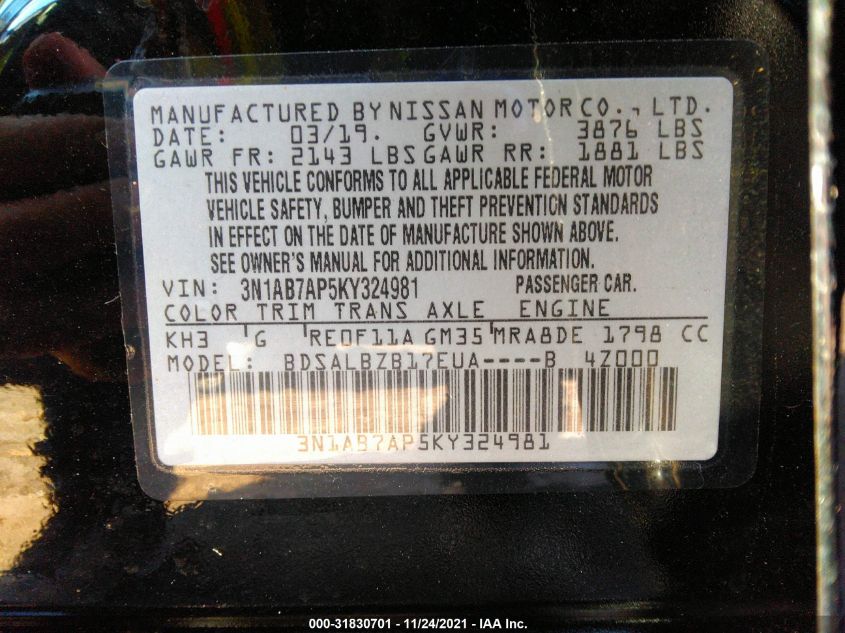 MANUFACTURED BY NISSAN MOTOR CO., LTD.
DATE: 03/19. GVWR: 3876 LBS
GAWR FR: 2143 LBS GAWR RR: 1881 LBS
THIS VEHICLE CONFORMS TO ALL APPLICABLE FEDERAL MOTOR
VEHICLE SAFETY, BUMPER AND THEFT PREVENTION STANDARDS
IN EFFECT ON THE DATE OF MANUFACTURE SHOWN ABOVE.
SEE OWNER'S MANUAL FOR ADDITIONAL INFORMATION.
VIN: 3N1AB7AP5KY324981 PASSENGER CAR.
COLOR TRIM TRANS AXLE ENGINE
KH3 G RE0F11A GM35 MRA8DE 1798 CC
MODEL: BDSALBZB17EUA----B 4Z000
3N1AB7AP5KY324981
000-31830701 - 11/24/2021 - IAA Inc.